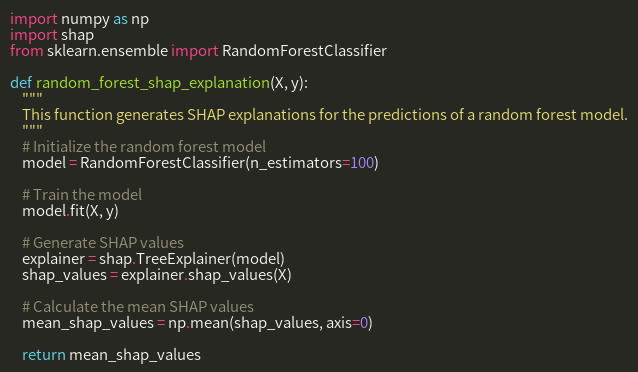 import numpy as np
import shap
from sklearn.ensemble import RandomForestClassifier
def random_forest_shap_explanation(X, y):
"""
This function generates SHAP explanations for the predictions of a random forest model.
"""
# Initialize the random forest model
model = RandomForestClassifier(n_estimators=100)
# Train the model
model.fit(X, y)
# Generate SHAP values
explainer = shap.TreeExplainer(model)
shap_values = explainer.shap_values(X)
# Calculate the mean SHAP values
mean_shap_values = np.mean(shap_values, axis=0)
return mean_shap_values